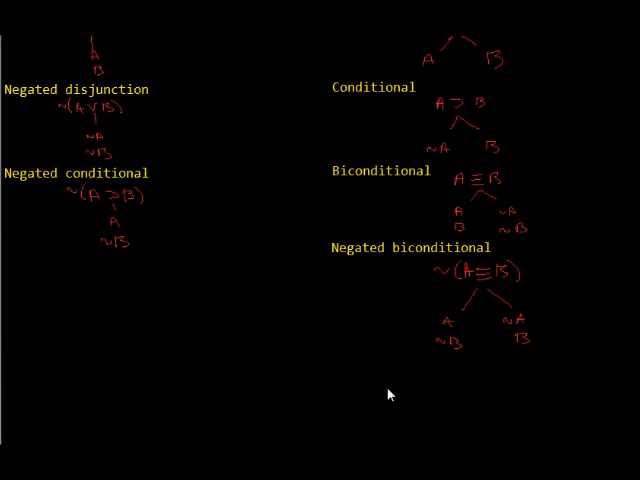 A
B
Negated disjunction
~(A ∨ B)
~A
~B
Negated conditional
~(A ⊃ B)
A
~B
A B
Conditional
A ⊃ B
~A B
Biconditional
A ≡ B
A ~A
B ~B
Negated biconditional
~(A ≡ B)
A ~A
~B B